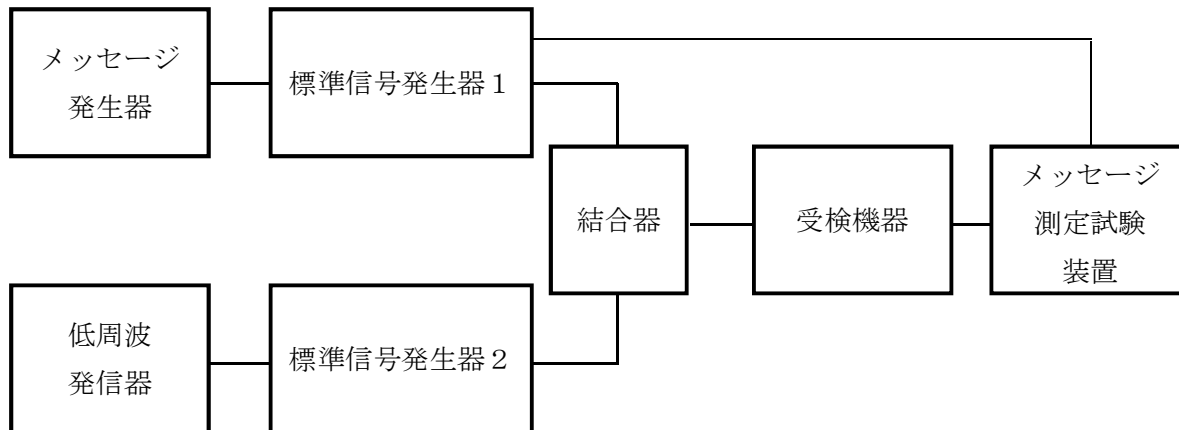 メッセージ
発生器
標準信号発生器１
結合器
受検機器
メッセージ
測定試験
装置
低周波
発信器
標準信号発生器２